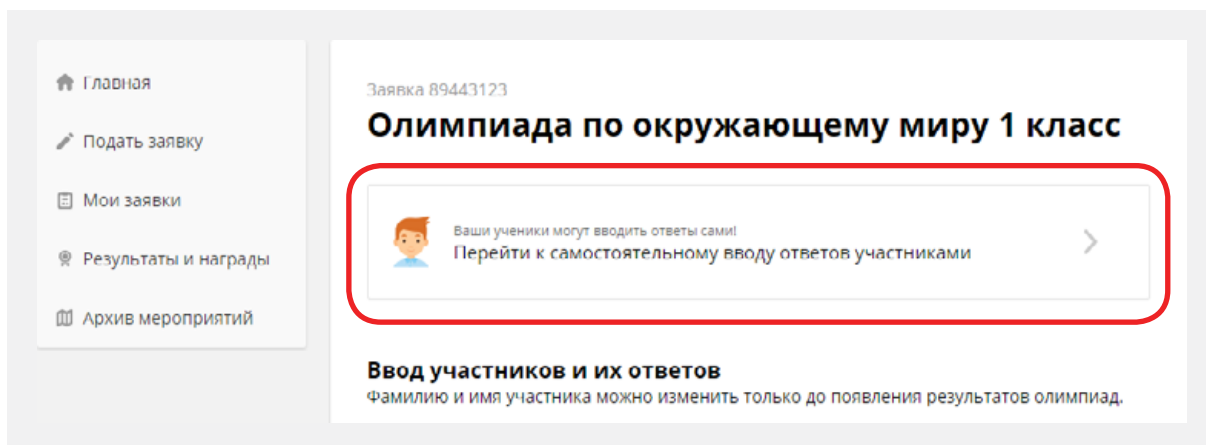 Главная
Подать заявку
Мои заявки
Результаты и награды
Архив мероприятий
Заявка 89443123
Олимпиада по окружающему миру 1 класс
Ваши ученики могут вводить ответы сами!
Перейти к самостоятельному вводу ответов участниками
Ввод участников и их ответов
Фамилию и имя участника можно изменить только до появления результатов олимпиад.